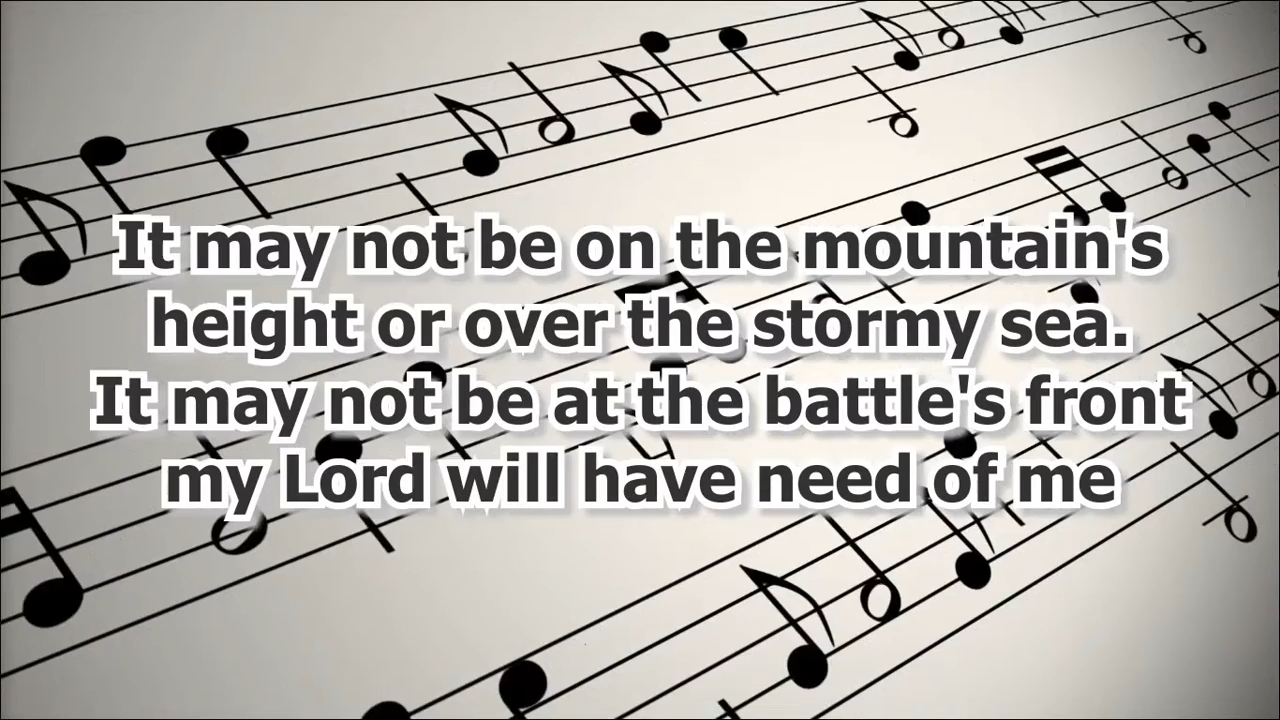 It may not be on the mountain's
height or over the stormy sea.
It may not be at the battle's front
my Lord will have need of me